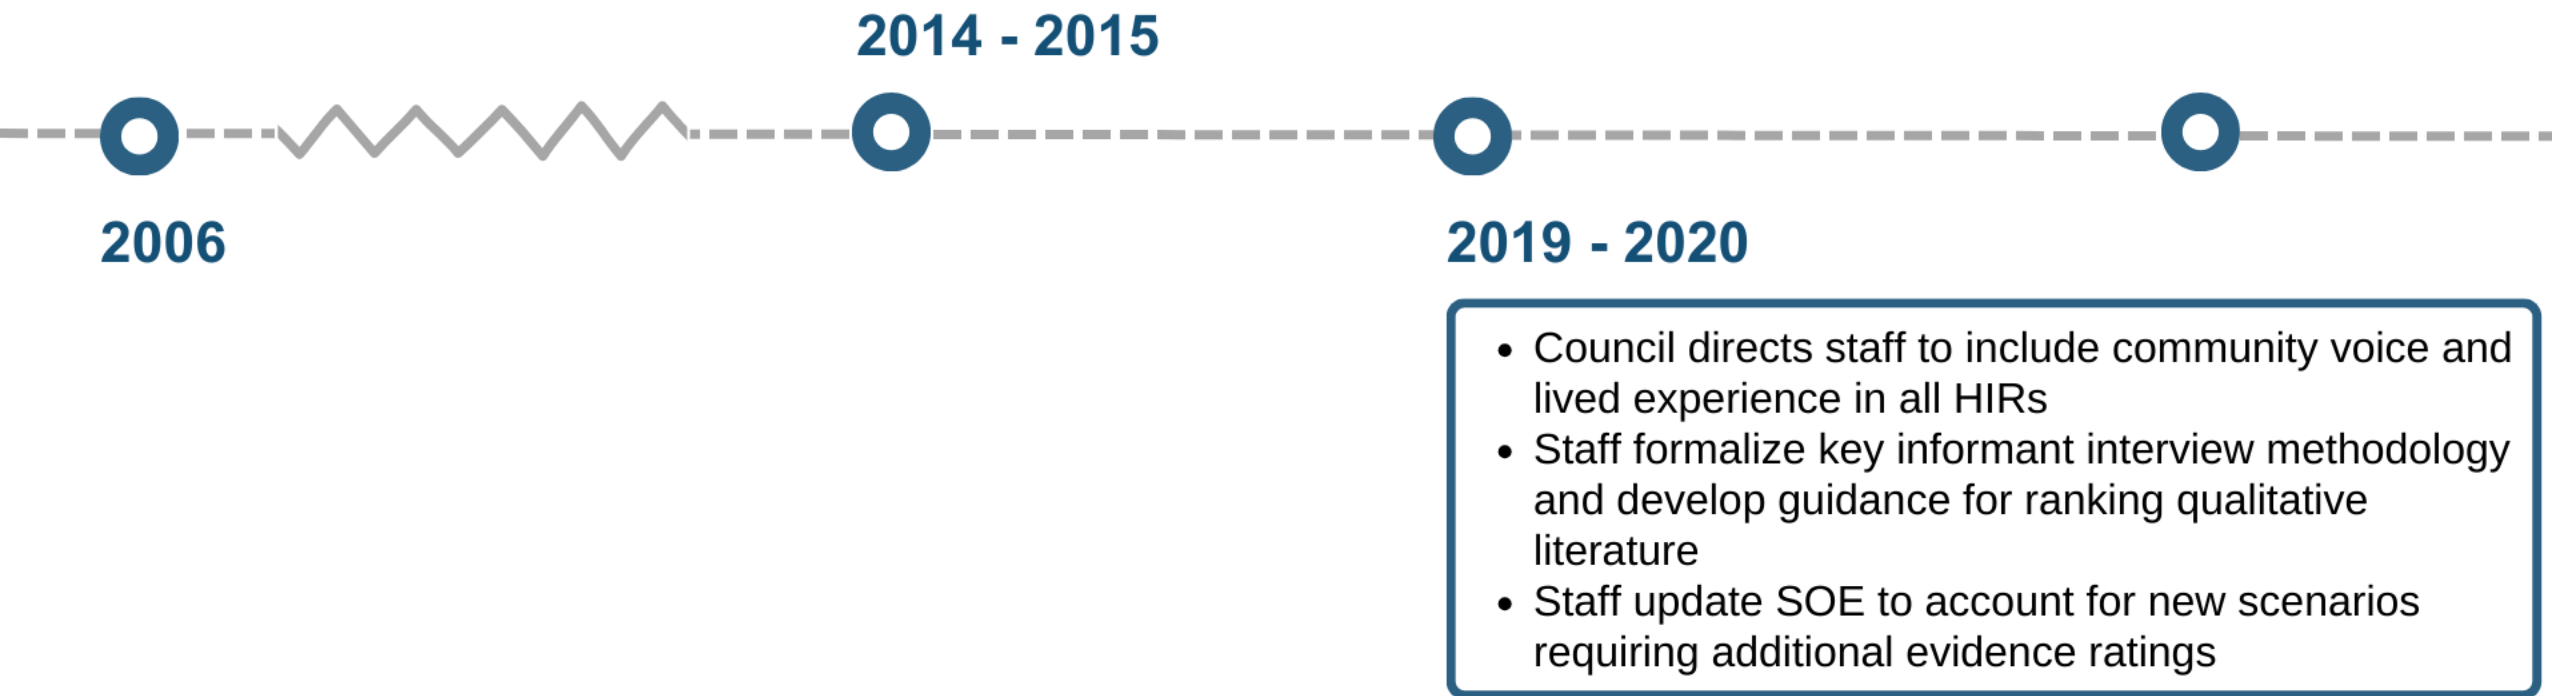 2014 - 2015
2006
2019 - 2020
• Council directs staff to include community voice and
lived experience in all HIRs
• Staff formalize key informant interview methodology
and develop guidance for ranking qualitative
literature
• Staff update SOE to account for new scenarios
requiring additional evidence ratings